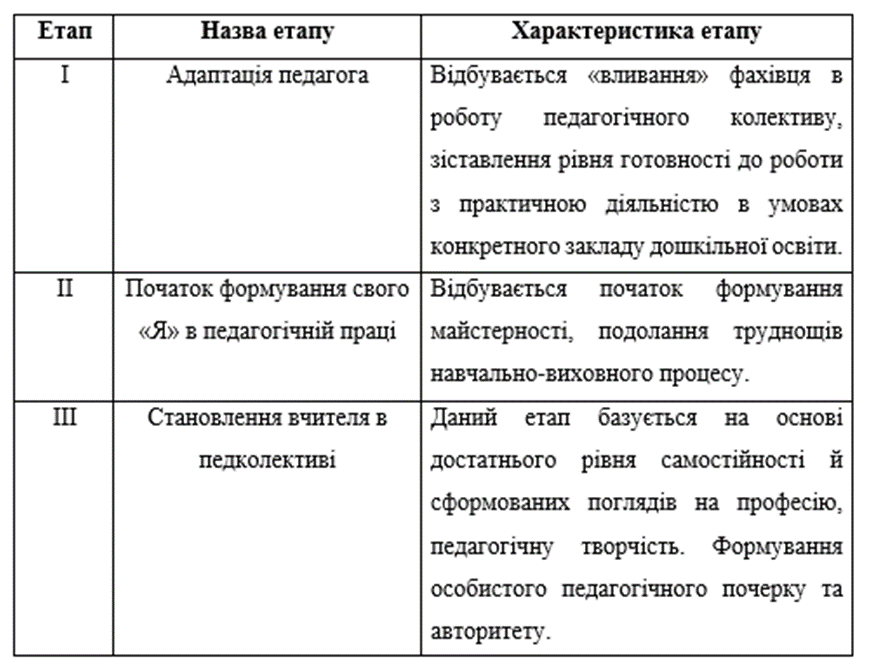 Етап Назва етапу Характеристика етапу
I Адаптація педагога Відбувається «вливання» фахівця в
роботу педагогічного колективу,
зіставлення рівня готовності до роботи
з практичною діяльністю в умовах
конкретного закладу дошкільної освіти.
II Початок формування свого Відбувається початок формування
«Я» в педагогічній праці майстерності, подолання труднощів
навчально-виховного процесу.
III Становлення вчителя в Даний етап базується на основі
педколективі достатнього рівня самостійності й
сформованих поглядів на професію,
педагогічну творчість. Формування
особистого педагогічного почерку та
авторитету.